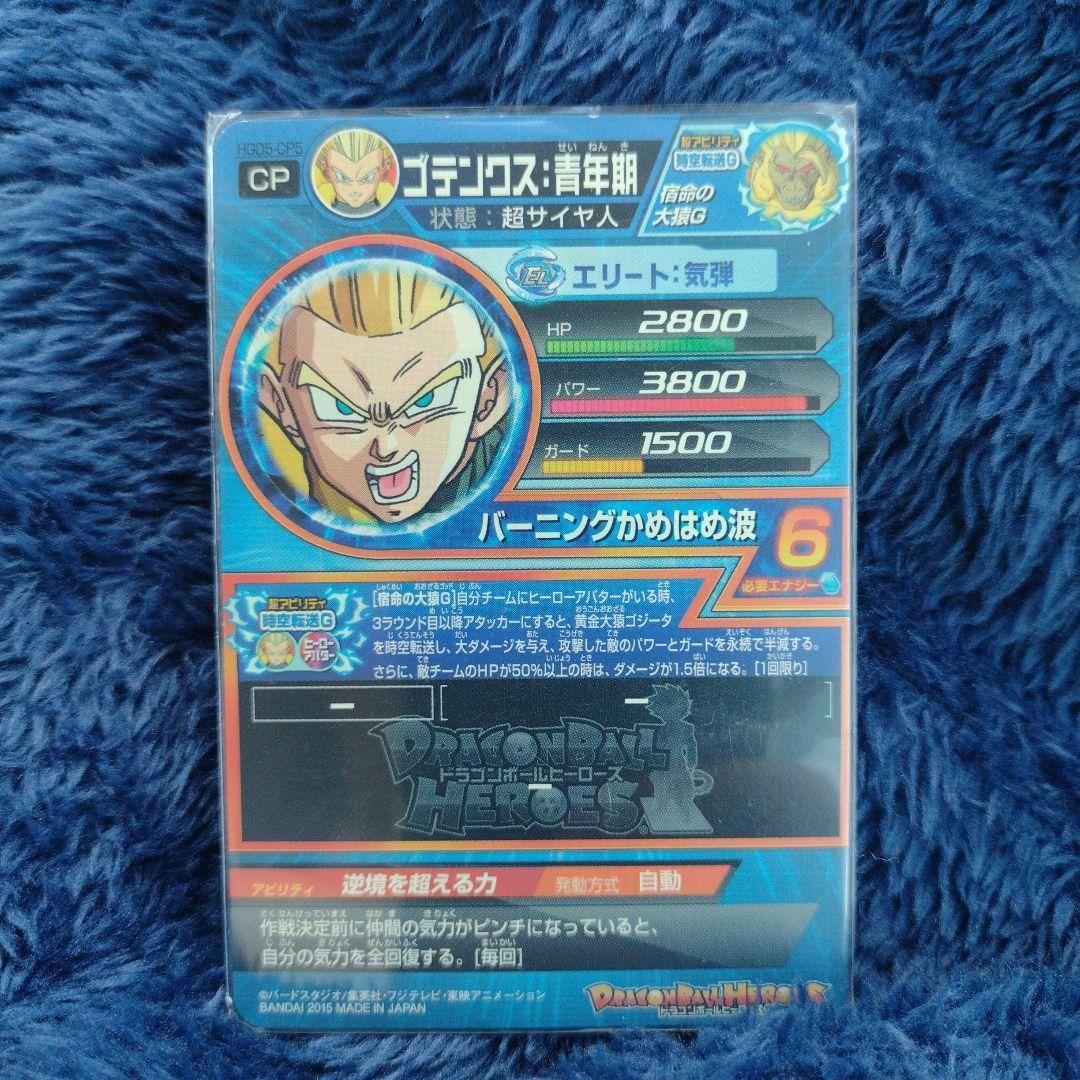 HGD5-CP5
CP
ゴテンクス:青年期
せいねんき
状態:超サイヤ人
超アビリティ
時空転送G
宿命の
大猿G
EL
エリート:気弾
HP 2800
パワー 3800
ガード 1500
バーニングかめはめ波
6
必要エナジー
超アビリティ
時空転送G
ヒーロー
アバター
[宿命の大猿G]自分チームにヒーローアバターがいる時、
3ラウンド目以降アタッカーにすると、黄金大猿ゴジータ
を時空転送し、大ダメージを与え、攻撃した敵のパワーとガードを永続で半減する。
さらに、敵チームのHPが50%以上の時は、ダメージが1.5倍になる。[1回限り]
ー [ ー ]
DRAGONBALL
ドラゴンボールヒーローズ
ー
HEROES
アビリティ 逆境を超える力 発動方式 自動
作戦決定前に仲間の気力がピンチになっていると、
自分の気力を全回復する。[毎回]
©バードスタジオ/集英社・フジテレビ・東映アニメーション
BANDAI 2015 MADE IN JAPAN
DRAGONBALL HEROES